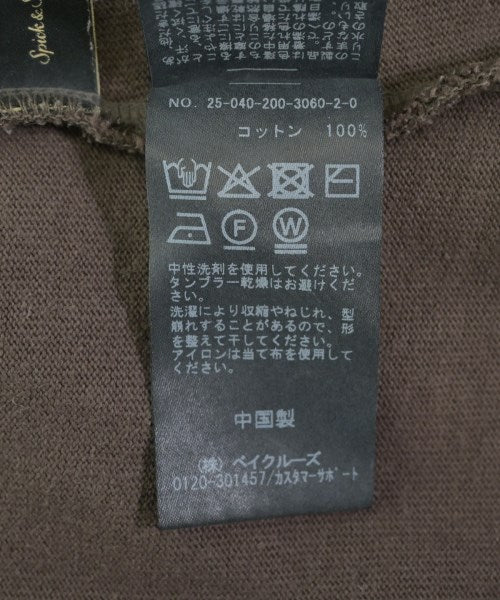 Spick &
NO. 25-040-200-3060-2-0
コットン 100%
F
W
中性洗剤を使用してください。
タンブラー乾燥はお避けくださ
い。
洗濯により収縮やねじれ、型
崩れすることがあるので、形
を整えて干してください。
アイロンは当て布を使用して
ください。
中国製
(株) ベイクルーズ
0120-301457/カスタマーサポート